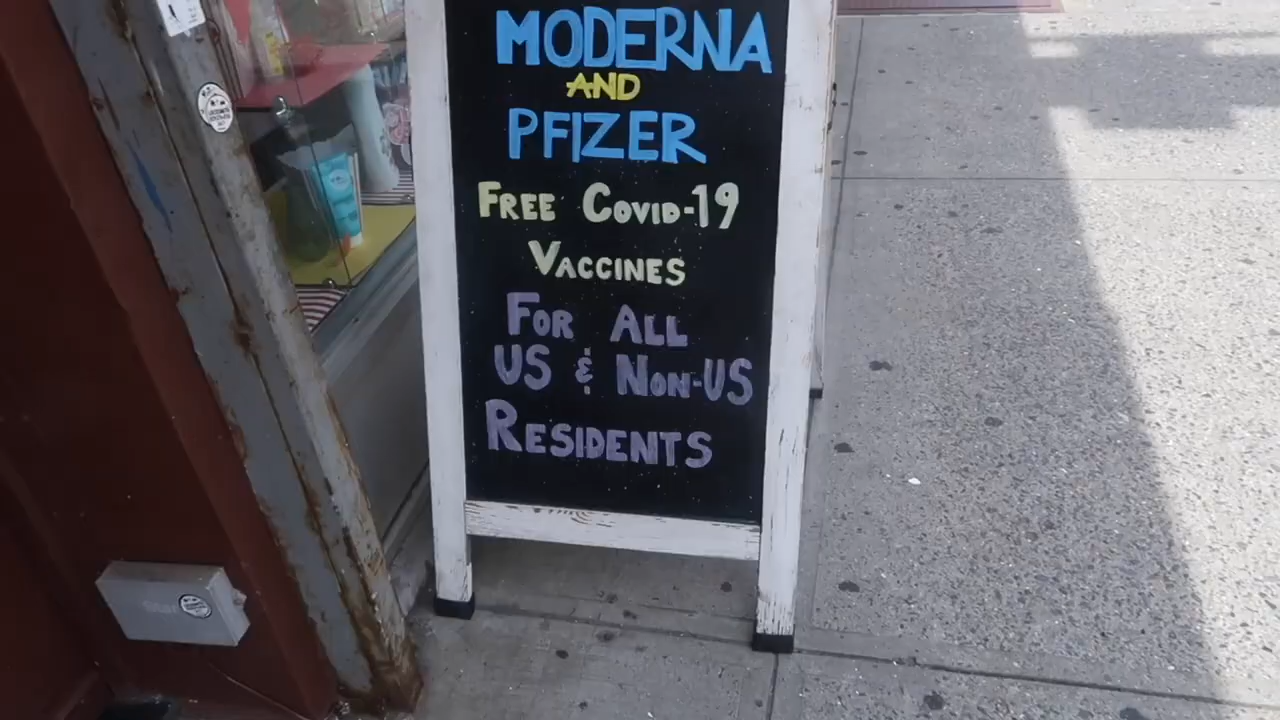 MODERNA
AND
PFIZER
FREE COVID-19
VACCINES
FOR ALL
US & NON-US
RESIDENTS